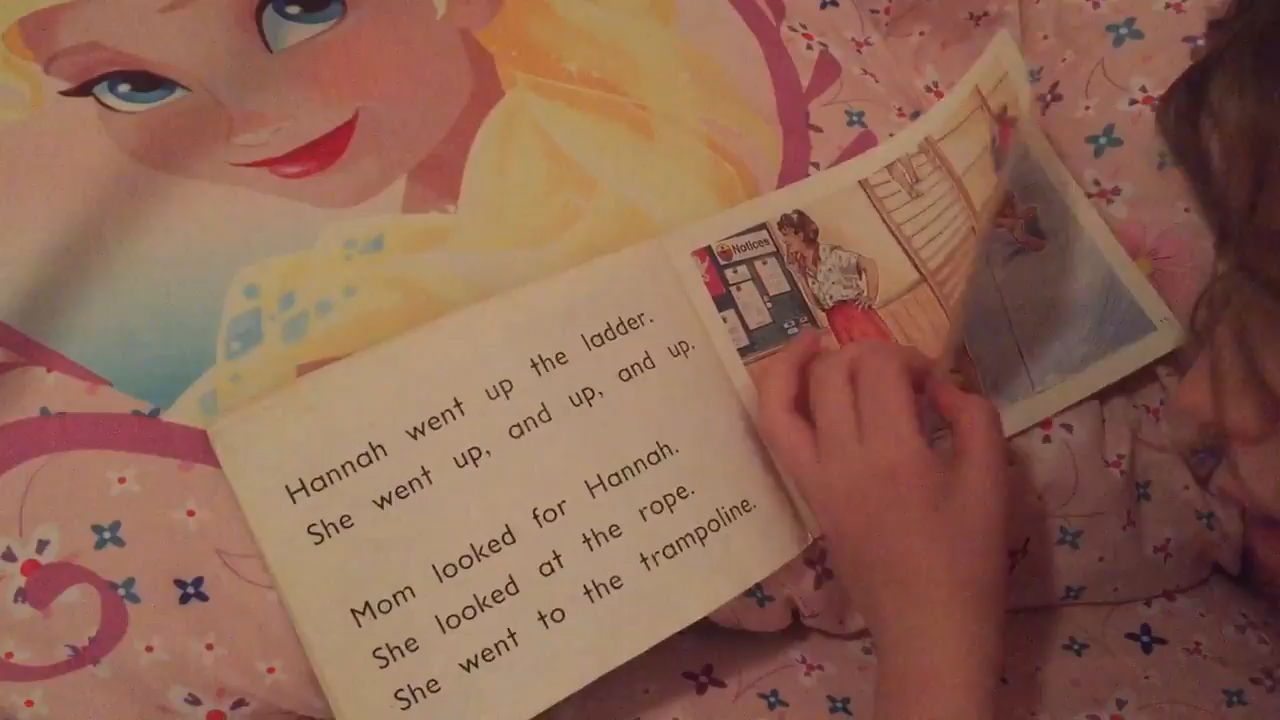 Hannah went up the ladder.
She went up, and up, and up.
Mom looked for Hannah.
She looked at the rope.
She went to the trampoline.
Notices